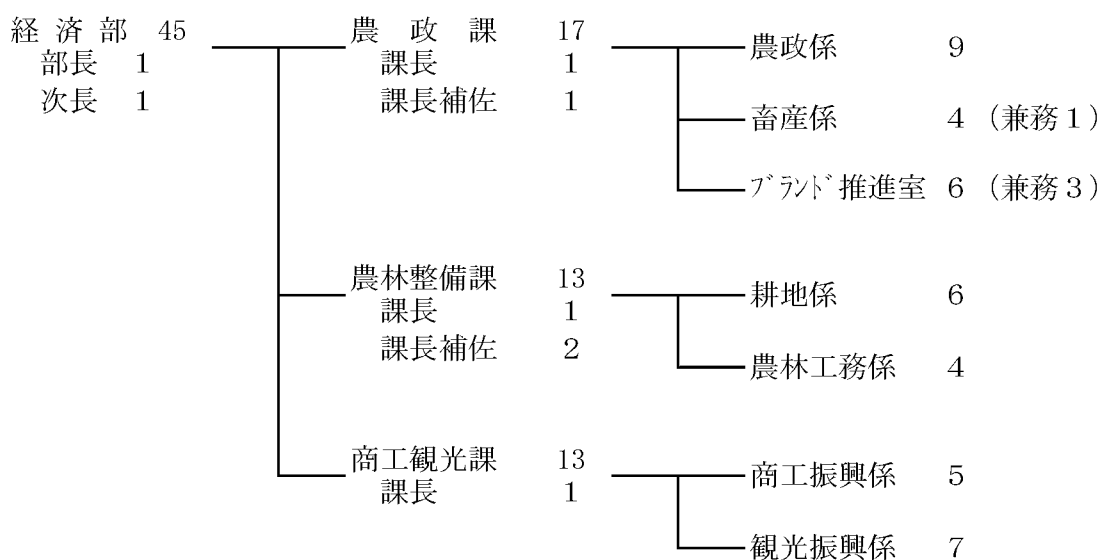 経済部 45
部長 1
次長 1
農政課 17
課長 1
課長補佐 1
農政係 9
畜産係 4 (兼務1)
ブランド推進室 6 (兼務3)
農林整備課 13
課長 1
課長補佐 2
耕地係 6
農林工務係 4
商工観光課 13
課長 1
商工振興係 5
観光振興係 7